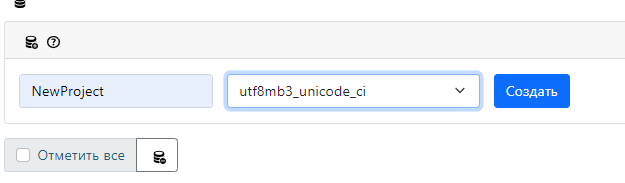 NewProject
utf8mb3_unicode_ci
Создать
Отметить все